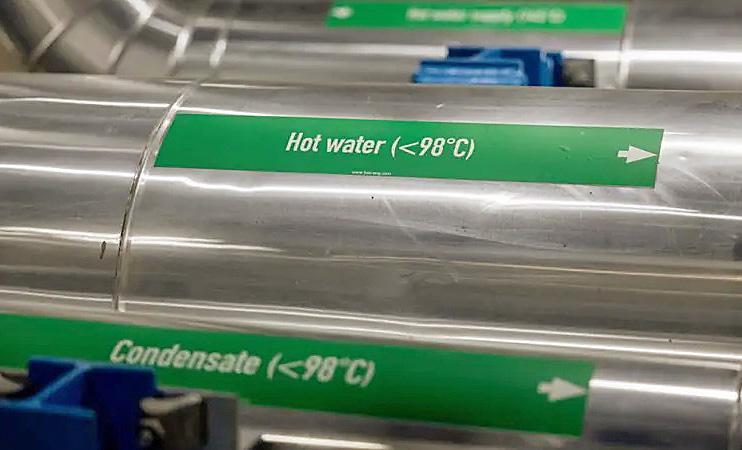 Hot water supply
Hot water (<98°C)
Condensate (<98°C)